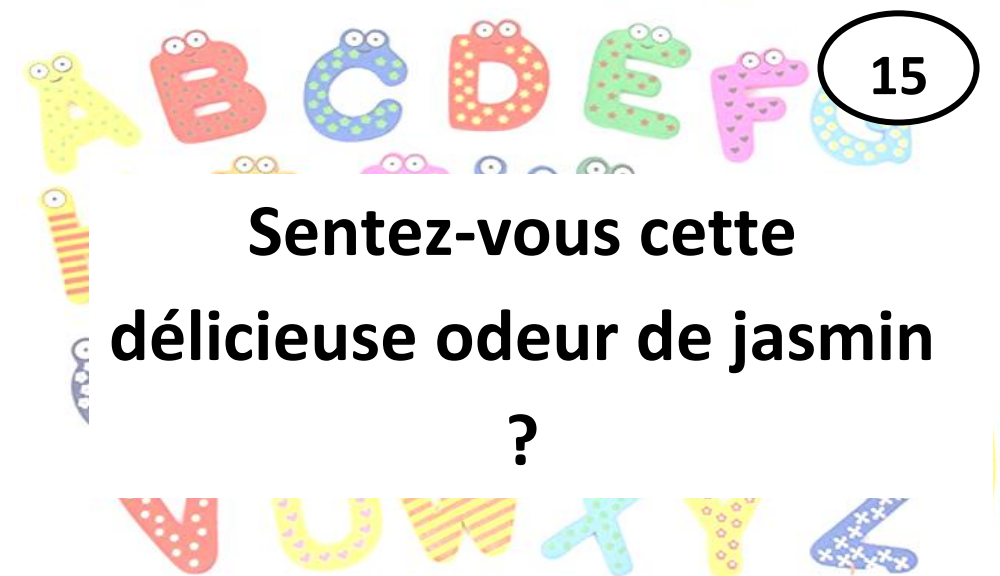 A B C D E F G
15
Sentez-vous cette
délicieuse odeur de jasmin
?
V U W X Y Z